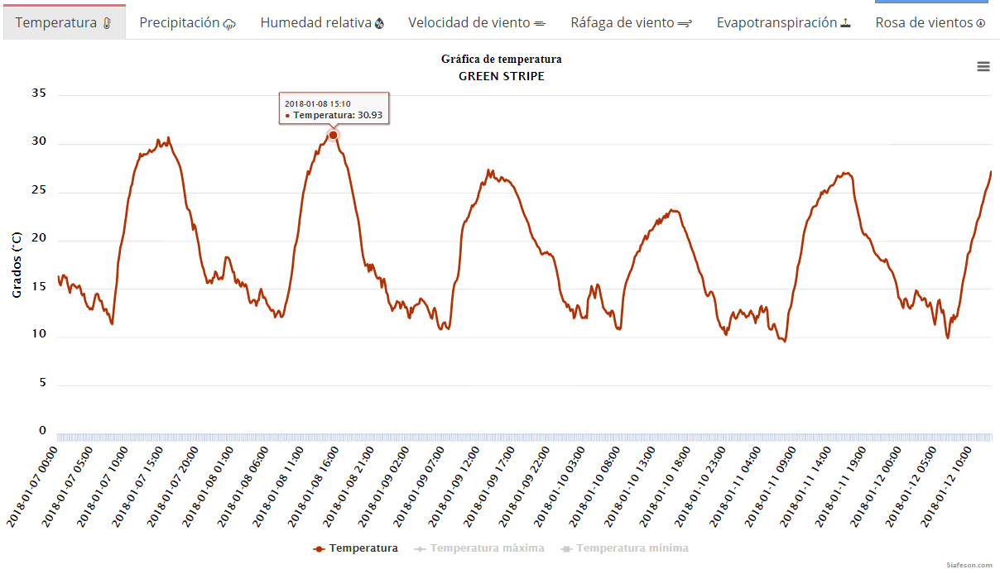 Temperatura
Precipitación
Humedad relativa
Velocidad de viento
Ráfaga de viento
Evapotranspiración
Rosa de vientos
Gráfica de temperatura
GREEN STRIPE
2018-01-08 15:10
● Temperatura: 30.93
Grados (°C)
35
30
25
20
15
10
5
0
2018-01-07 00:00
2018-01-07 05:00
2018-01-07 10:00
2018-01-07 15:00
2018-01-07 20:00
2018-01-08 01:00
2018-01-08 06:00
2018-01-08 11:00
2018-01-08 16:00
2018-01-08 21:00
2018-01-09 02:00
2018-01-09 07:00
2018-01-09 12:00
2018-01-09 17:00
2018-01-09 22:00
2018-01-10 03:00
2018-01-10 08:00
2018-01-10 13:00
2018-01-10 18:00
2018-01-10 23:00
2018-01-11 04:00
2018-01-11 09:00
2018-01-11 14:00
2018-01-11 19:00
2018-01-12 00:00
2018-01-12 05:00
2018-01-12 10:00
Temperatura
Temperatura máxima
Temperatura mínima
Siafeson.com